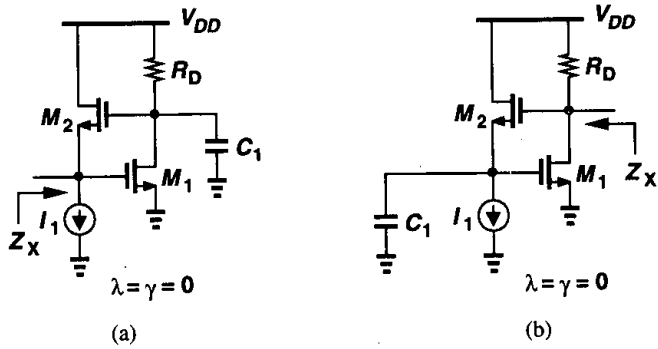 V_DD
R_D
M_2
C_1
M_1
I_1
Z_X
λ = γ = 0
(a)
V_DD
R_D
M_2
M_1
Z_X
C_1
I_1
λ = γ = 0
(b)